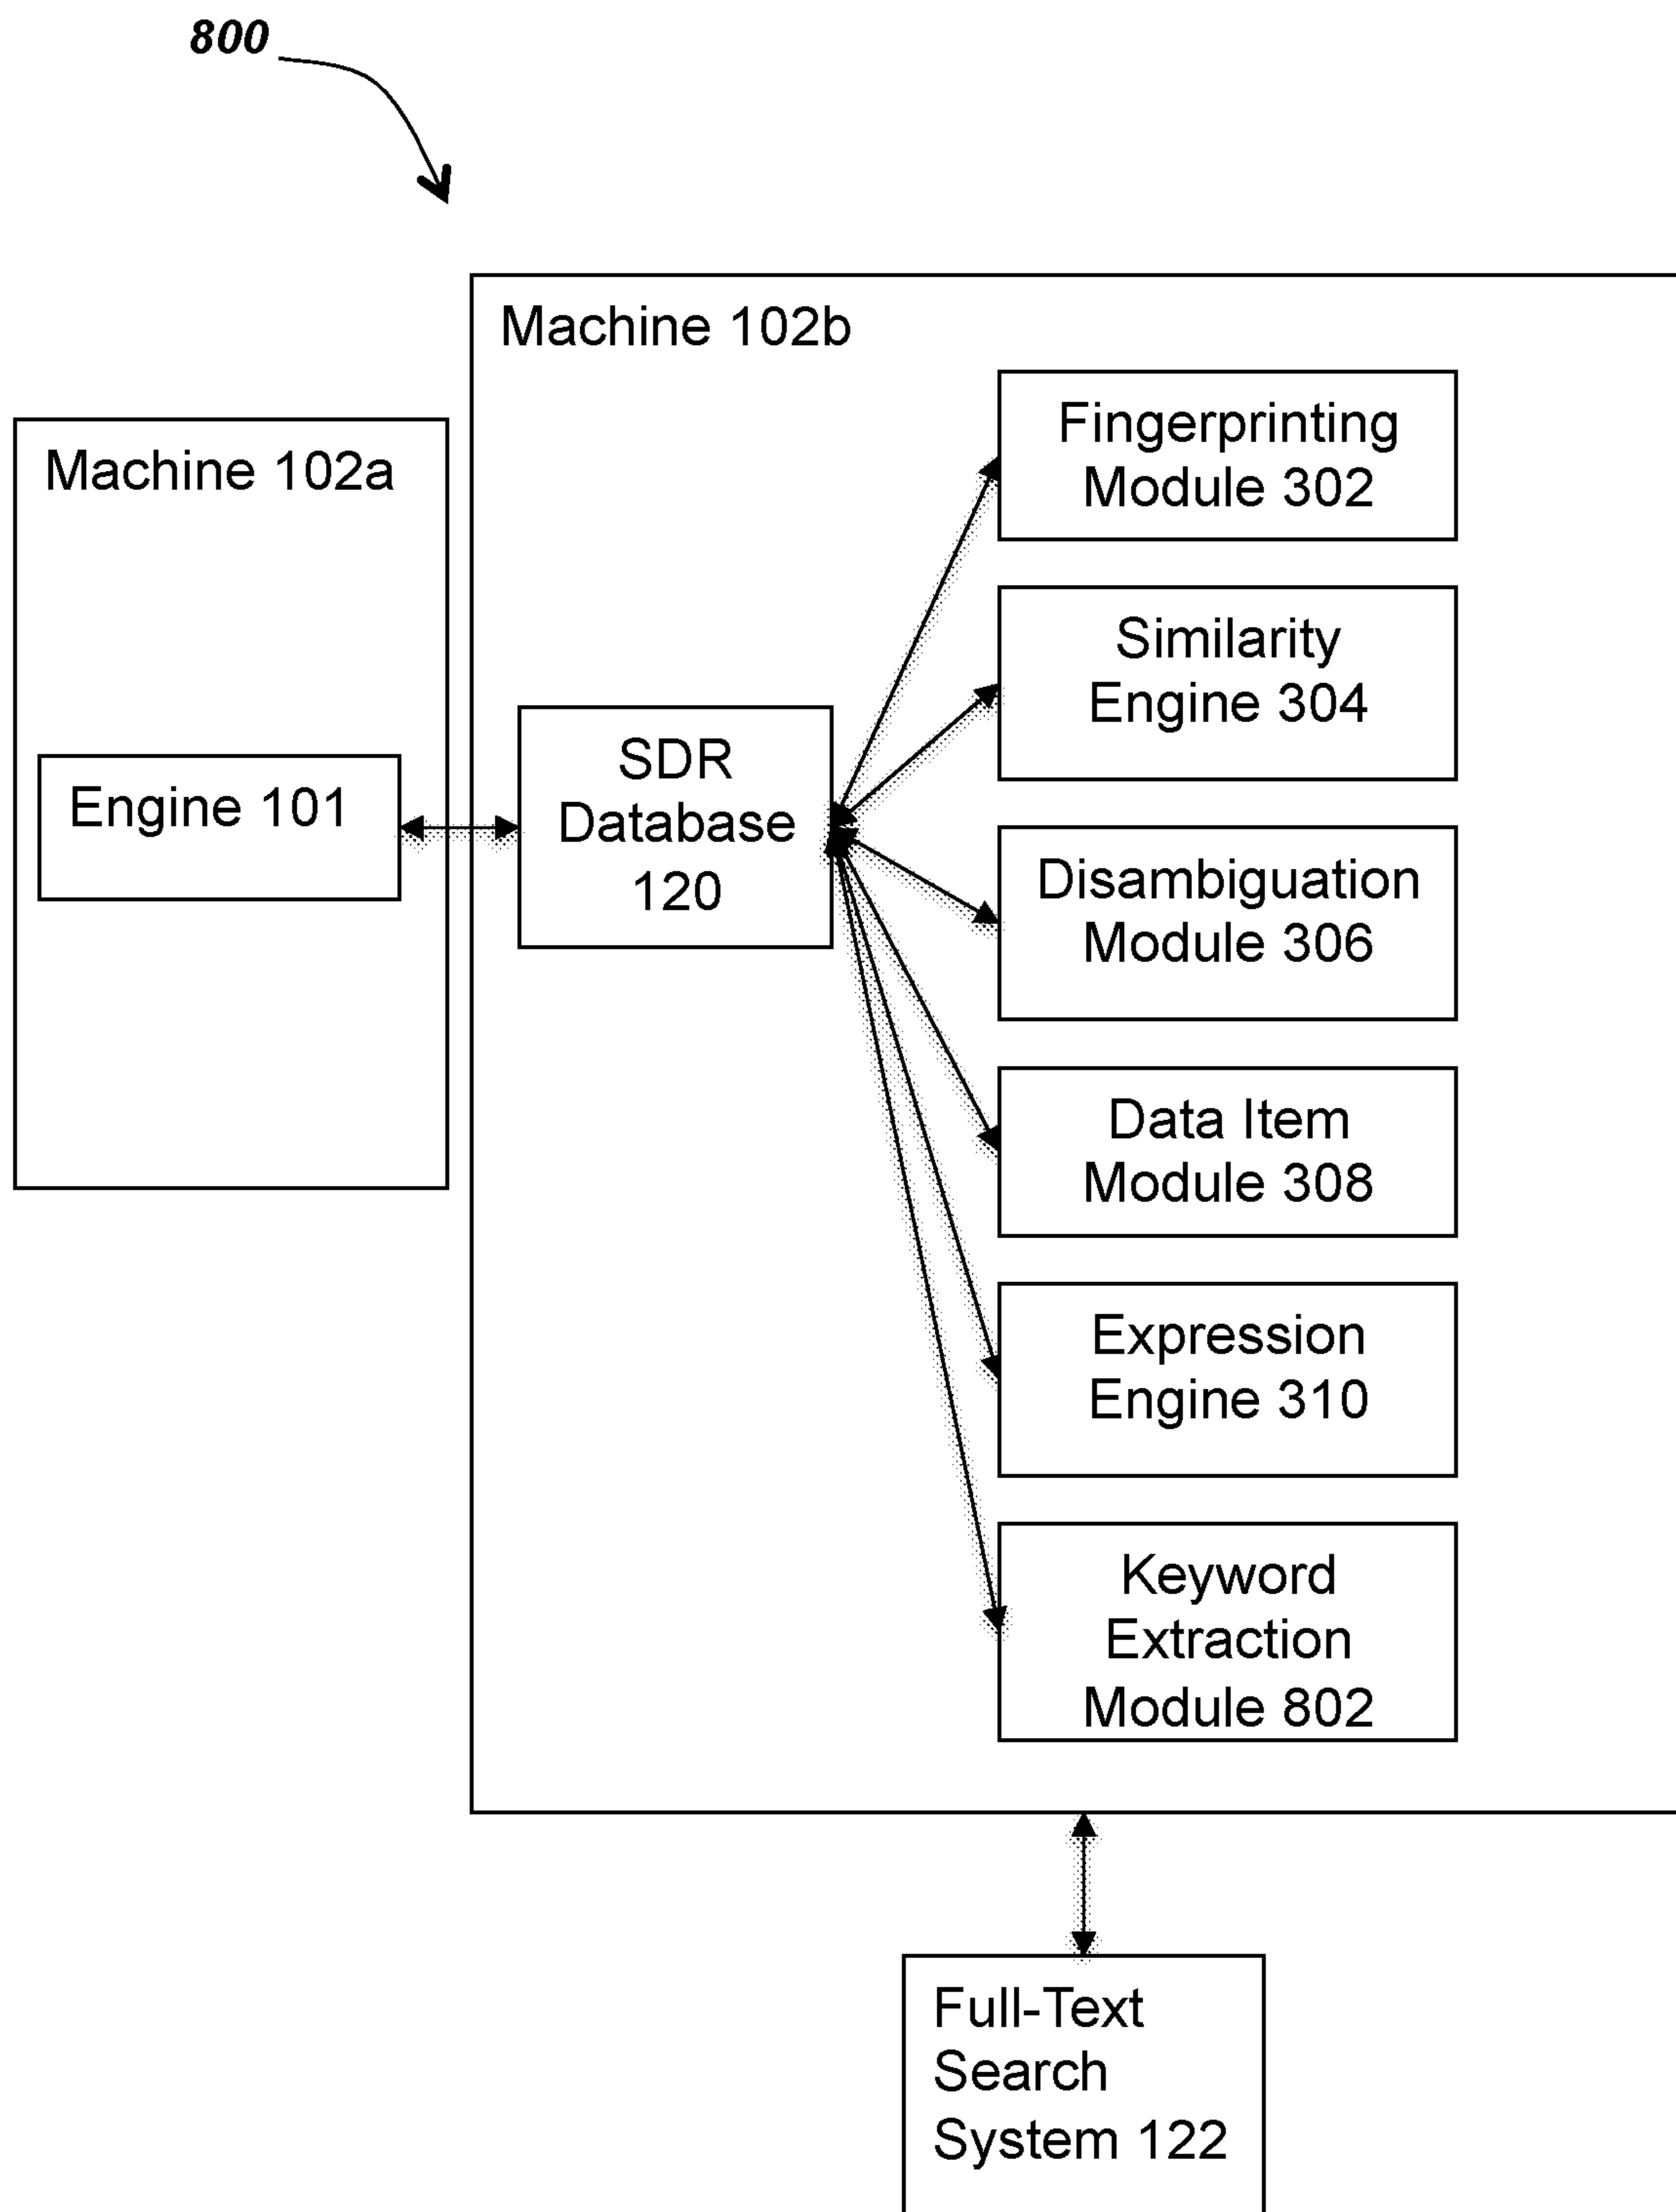 800
Machine 102b
Machine 102a
Engine 101
SDR
Database
120
Fingerprinting
Module 302
Similarity
Engine 304
Disambiguation
Module 306
Data Item
Module 308
Expression
Engine 310
Keyword
Extraction
Module 802
Full-Text
Search
System 122